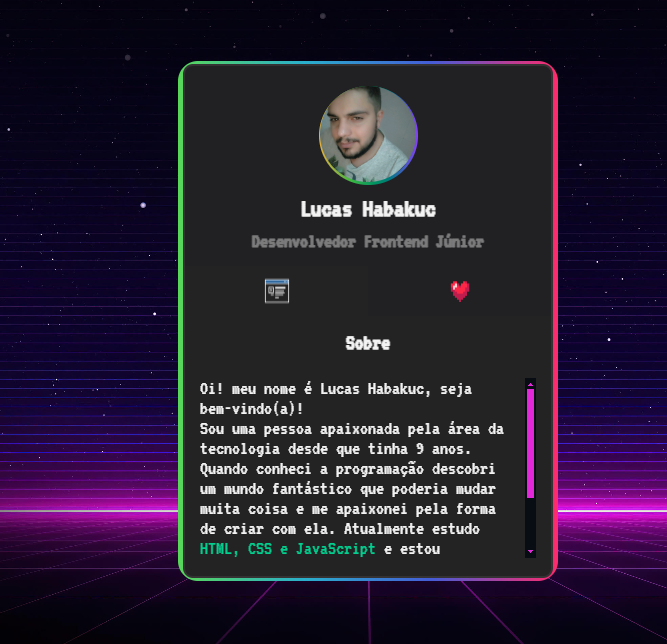 Lucas Habakuc
Desenvolvedor Frontend Júnior
Sobre
Oi! meu nome é Lucas Habakuc, seja
bem-vindo(a)!
Sou uma pessoa apaixonada pela área da
tecnologia desde que tinha 9 anos.
Quando conheci a programação descobri
um mundo fantástico que poderia mudar
muita coisa e me apaixonei pela forma
de criar com ela. Atualmente estudo
HTML, CSS e JavaScript e estou